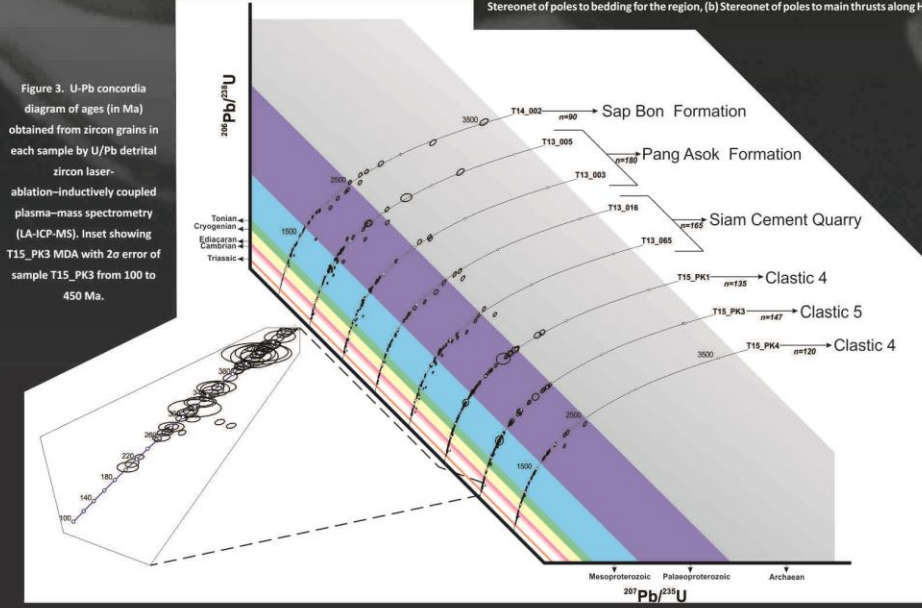 Stereonet of poles to bedding for the region, (b) Stereonet of poles to main thrusts along H
Figure 3. U-Pb concordia
diagram of ages (in Ma)
obtained from zircon grains in
each sample by U/Pb detrital
zircon laser-
ablation–inductively coupled
plasma–mass spectrometry
(LA-ICP-MS). Inset showing
T15_PK3 MDA with 2σ error of
sample T15_PK3 from 100 to
450 Ma.
206Pb/238U
Tonian
Cryogenian
Ediacaran
Cambrian
Triassic
3500
2500
1500
T14_002
n=90
Sap Bon Formation
T13_005
n=180
Pang Asok Formation
T13_003
T13_016
n=165
Siam Cement Quarry
T13_065
T15_PK1
n=135
Clastic 4
T15_PK3
n=147
Clastic 5
T15_PK4
n=120
Clastic 4
3500
2500
1500
380
260
220
180
140
100
Mesoproterozoic
Palaeoproterozoic
Archaean
207Pb/235U